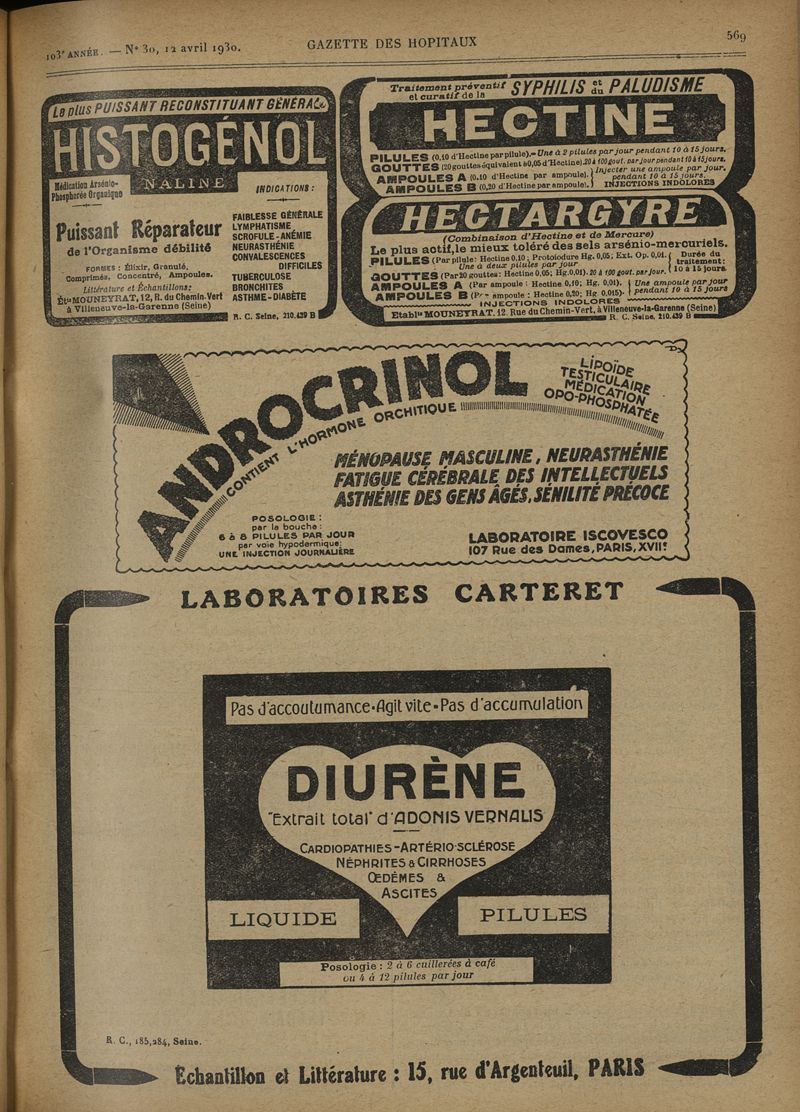 103e ANNÉE. — N° 30, 12 avril 1930.
GAZETTE DES HOPITAUX
569
Le plus PUISSANT RECONSTITUANT GÉNÉRAL
HISTOGÉNOL
Médication Arsénio-
Phosphorée Organique
NALINE
INDICATIONS :
Puissant Réparateur
de l'Organisme débilité
FORMES : Élixir, Granulé,
Comprimés, Concentré, Ampoules.
Littérature et Échantillons :
Éts MOUNEYRAT, 12, R. du Chemin-Vert
à Villeneuve-la-Garenne (Seine)
FAIBLESSE GÉNÉRALE
LYMPHATISME
SCROFULE - ANÉMIE
NEURASTHÉNIE
CONVALESCENCES
DIFFICILES
TUBERCULOSE
BRONCHITES
ASTHME - DIABÈTE
R. C. Seine, 210.439 B
Traitement préventif et curatif de la SYPHILIS et du PALUDISME
HECTINE
PILULES (0,10 d'Hectine par pilule).- Une à 2 pilules par jour pendant 10 à 15 jours.
GOUTTES (20 gouttes équivalent à 0,05 d'Hectine). 20 à 100 gout. par jour pendant 10 à 15 jours.
AMPOULES A (0,10 d'Hectine par ampoule). } Injecter une ampoule par jour,
AMPOULES B (0,20 d'Hectine par ampoule). } pendant 10 à 15 jours.
INJECTIONS INDOLORES
HECTARGYRE
(Combinaison d'Hectine et de Mercure)
Le plus actif, le mieux toléré des sels arsénio-mercuriels.
PILULES (Par pilule : Hectine 0,10 ; Protoiodure Hg. 0,05 ; Ext. Op. 0,01.
Une à deux pilules par jour
GOUTTES (Par 20 gouttes : Hectine 0,05 ; Hg. 0,01). 20 à 100 gout. par jour.
Durée du
traitement :
10 à 15 jours
AMPOULES A (Par ampoule : Hectine 0,10 ; Hg. 0,01). { Une ampoule par jour
AMPOULES B (Par ampoule : Hectine 0,20 ; Hg 0,015). { pendant 10 à 15 jours
INJECTIONS INDOLORES
Etablts MOUNEYRAT, 12, Rue du Chemin-Vert, à Villeneuve-la-Garenne (Seine)
R. C. Seine, 210.439 B
ANDROCRINOL
CONTIENT L'HORMONE ORCHITIQUE
LIPOÏDE
TESTICULAIRE
MÉDICATION
OPO-PHOSPHATÉE
MÉNOPAUSE MASCULINE, NEURASTHÉNIE
FATIGUE CÉRÉBRALE DES INTELLECTUELS
ASTHÉNIE DES GENS ÂGÉS, SÉNILITÉ PRÉCOCE
POSOLOGIE :
par la bouche :
6 à 8 PILULES PAR JOUR
par voie hypodermique :
UNE INJECTION JOURNALIÈRE
LABORATOIRE ISCOVESCO
107 Rue des Dames, PARIS, XVIIe
LABORATOIRES CARTERET
Pas d'accoutumance • Agit vite • Pas d'accumulation
DIURÈNE
"Extrait total" d'ADONIS VERNALIS
CARDIOPATHIES - ARTÉRIO-SCLÉROSE
NÉPHRITES & CIRRHOSES
ŒDÈMES &
ASCITES
LIQUIDE
PILULES
Posologie : 2 à 6 cuillerées à café
ou 4 à 12 pilules par jour
R. C., 185,284, Seine.
Échantillon et Littérature : 15, rue d'Argenteuil, PARIS